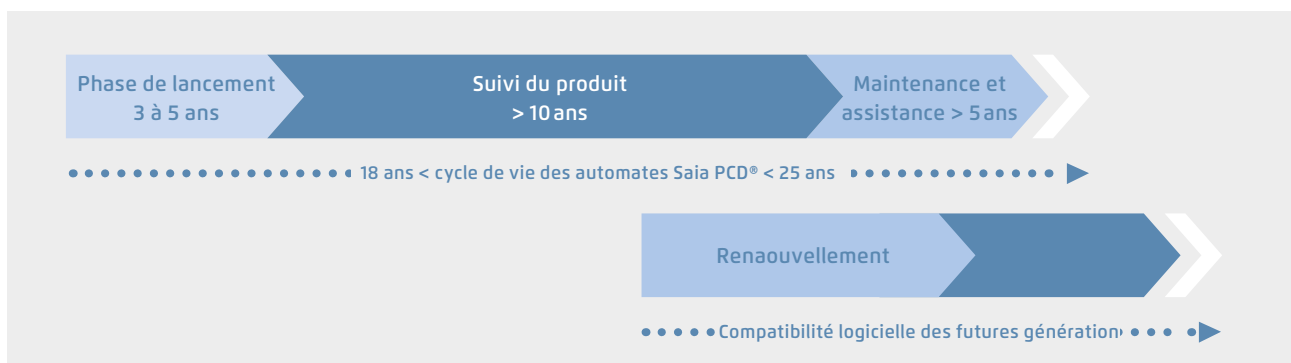 Phase de lancement
3 à 5 ans
Suivi du produit
> 10 ans
Maintenance et
assistance > 5 ans
18 ans < cycle de vie des automates Saia PCD® < 25 ans
Renaouvellement
Compatibilité logicielle des futures génération